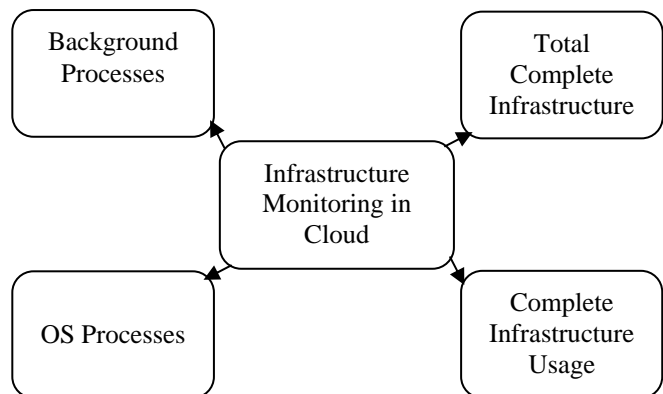 Background
Processes
Total
Complete
Infrastructure
Infrastructure
Monitoring in
Cloud
OS Processes
Complete
Infrastructure
Usage